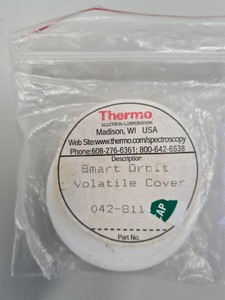 Thermo
ELECTRON CORPORATION
Madison, WI USA
Web Site:www.thermo.com/spectroscopy
Phone:608-276-6361; 800-642-6538
Description
Smart Orbit
Volatile Cover
042-811
CAP
Part No.